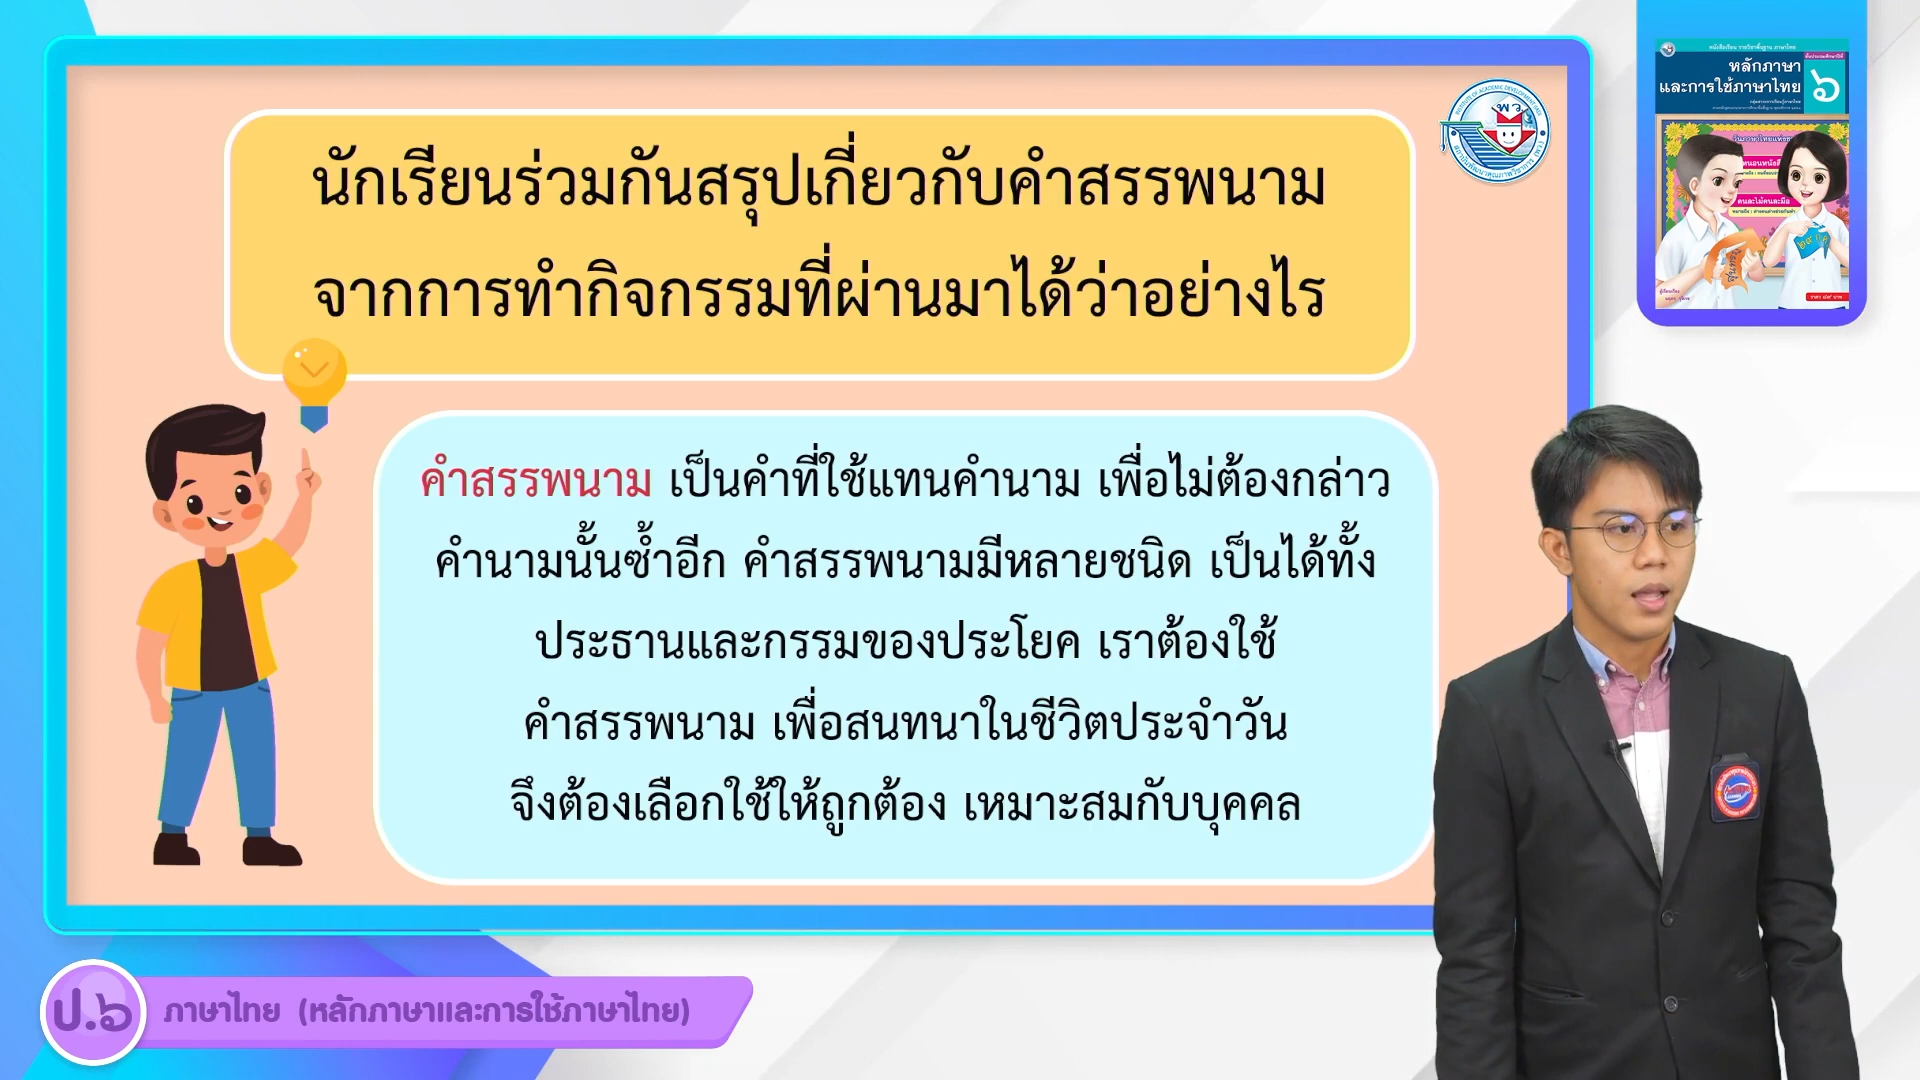 นักเรียนร่วมกันสรุปเกี่ยวกับคำสรรพนาม
จากการทำกิจกรรมที่ผ่านมาได้ว่าอย่างไร
คำสรรพนาม เป็นคำที่ใช้แทนคำนาม เพื่อไม่ต้องกล่าว
คำนามนั้นซ้ำอีก คำสรรพนามมีหลายชนิด เป็นได้ทั้ง
ประธานและกรรมของประโยค เราต้องใช้
คำสรรพนาม เพื่อสนทนาในชีวิตประจำวัน
จึงต้องเลือกใช้ให้ถูกต้อง เหมาะสมกับบุคคล
หลักภาษา
และการใช้ภาษาไทย
๖
พว.
ป.๖
ภาษาไทย (หลักภาษาและการใช้ภาษาไทย)